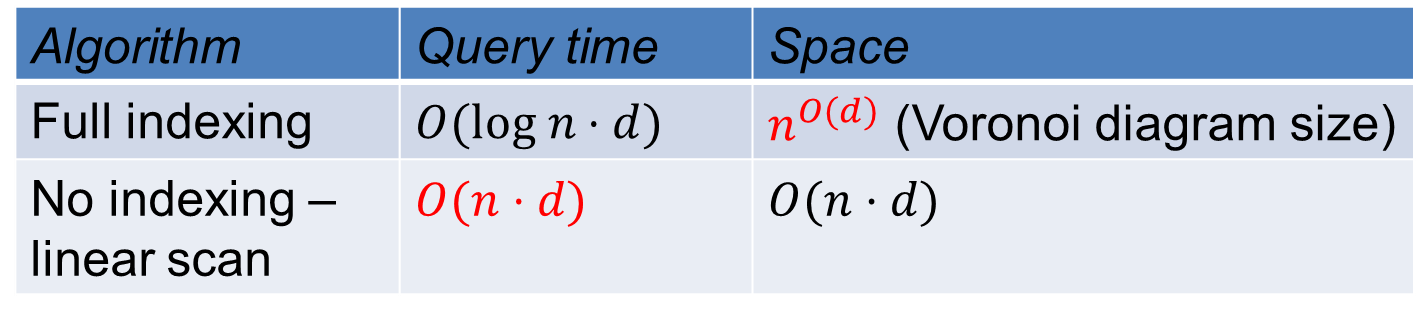 Algorithm Query time Space
Full indexing O(log n · d) n^{O(d)} (Voronoi diagram size)
No indexing – O(n · d) O(n · d)
linear scan